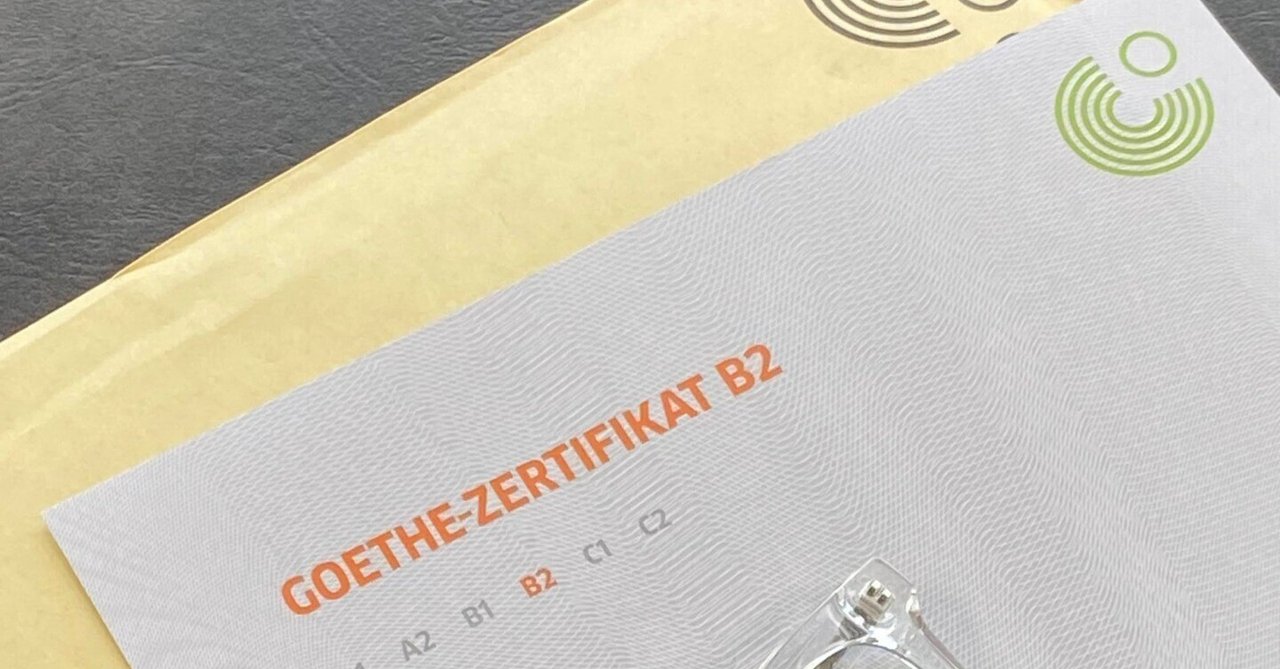 GOETHE-ZERTIFIKAT B2
A2 B1 B2 C1 C2